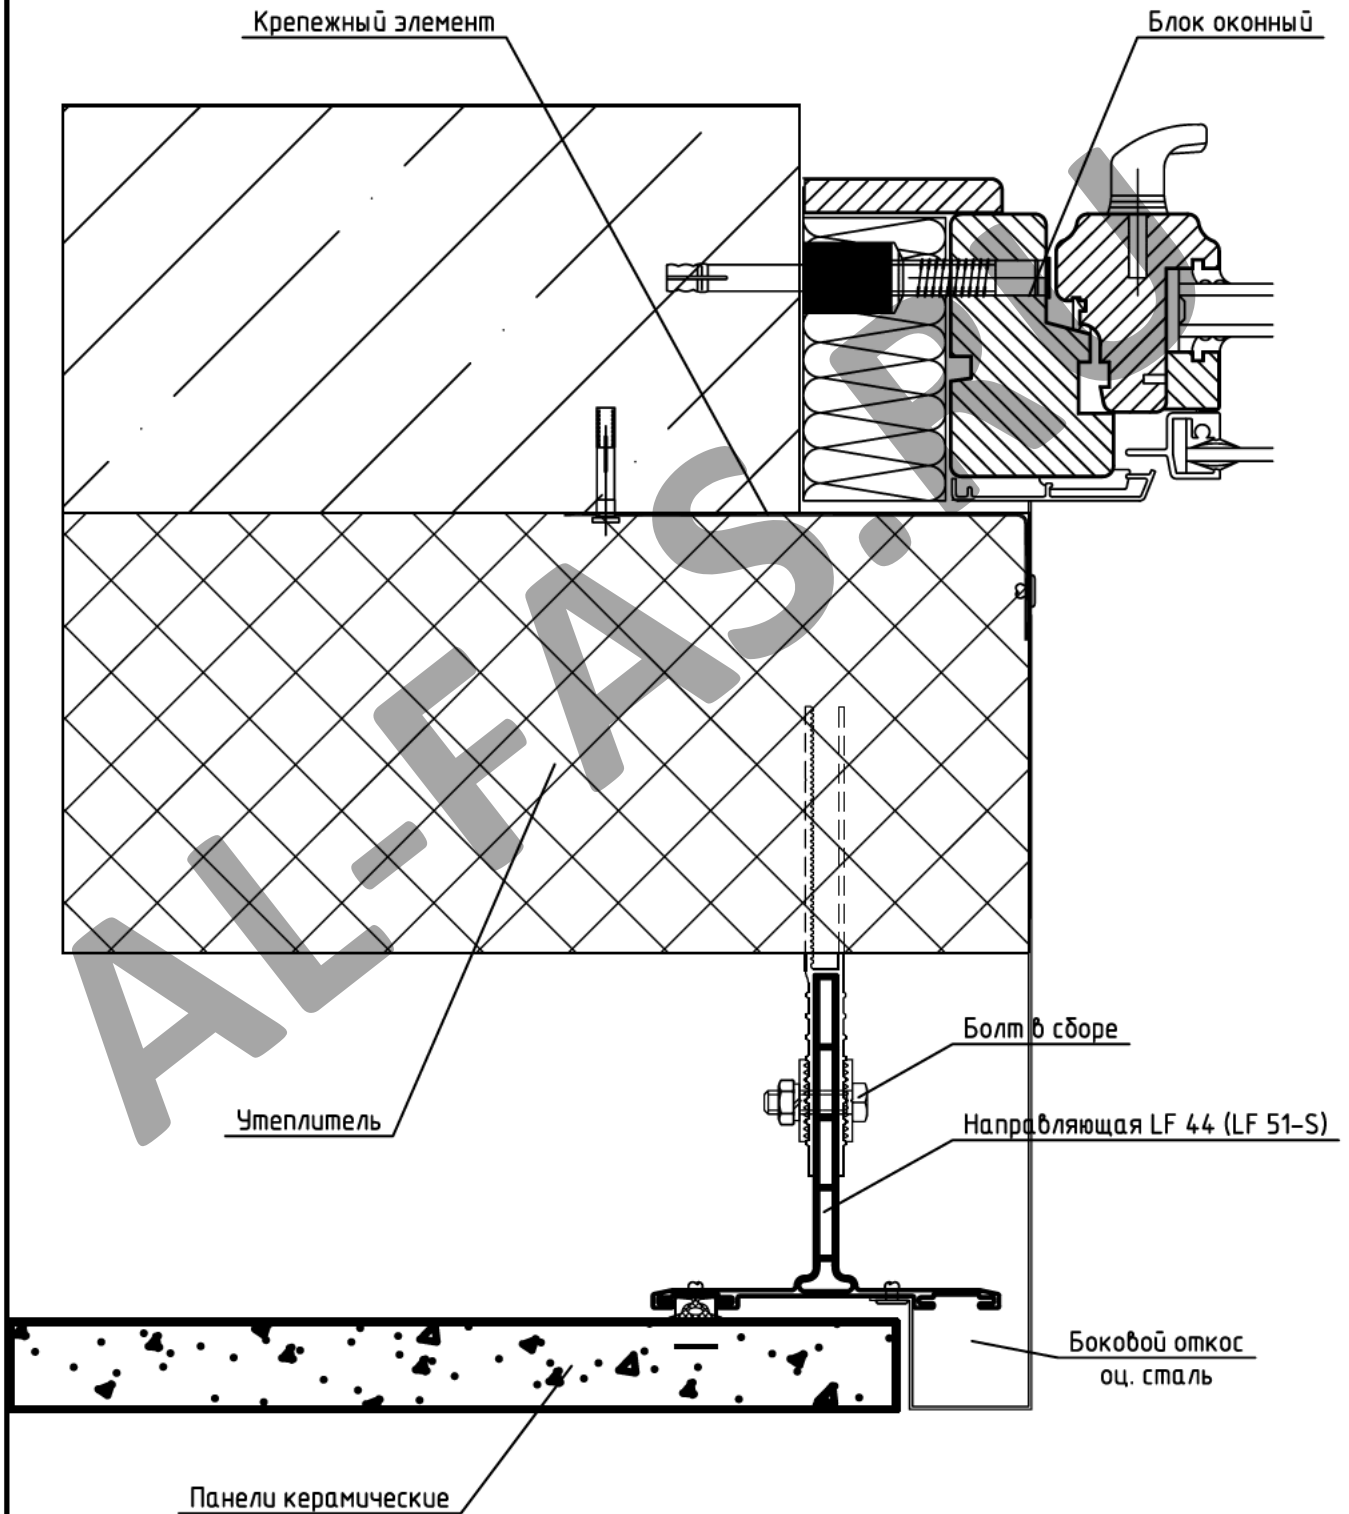 Крепежный элемент
Блок оконный
AL-FAS.RU
Болт в сборе
Утеплитель
Направляющая LF 44 (LF 51-S)
Боковой откос
оц. сталь
Панели керамические